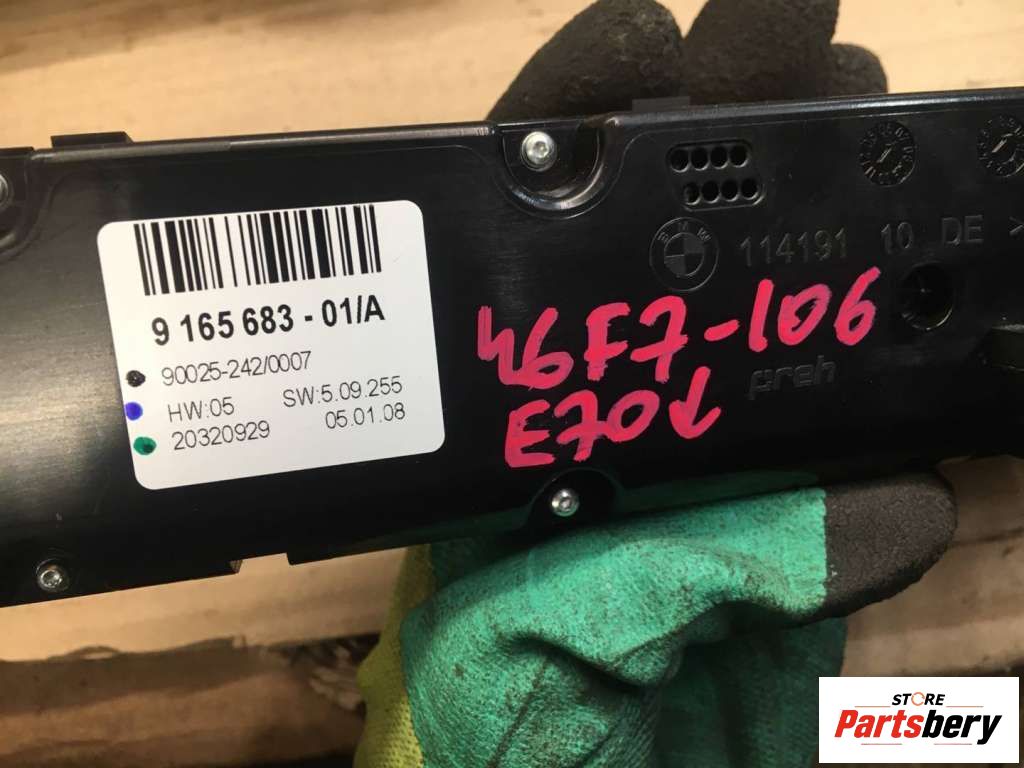 BMW
114191 10 DE >
9 165 683 - 01/A
90025-242/0007
HW:05 SW:5.09.255
20320929 05.01.08
46F7-106
preh
E70↓
STORE
Partsbery